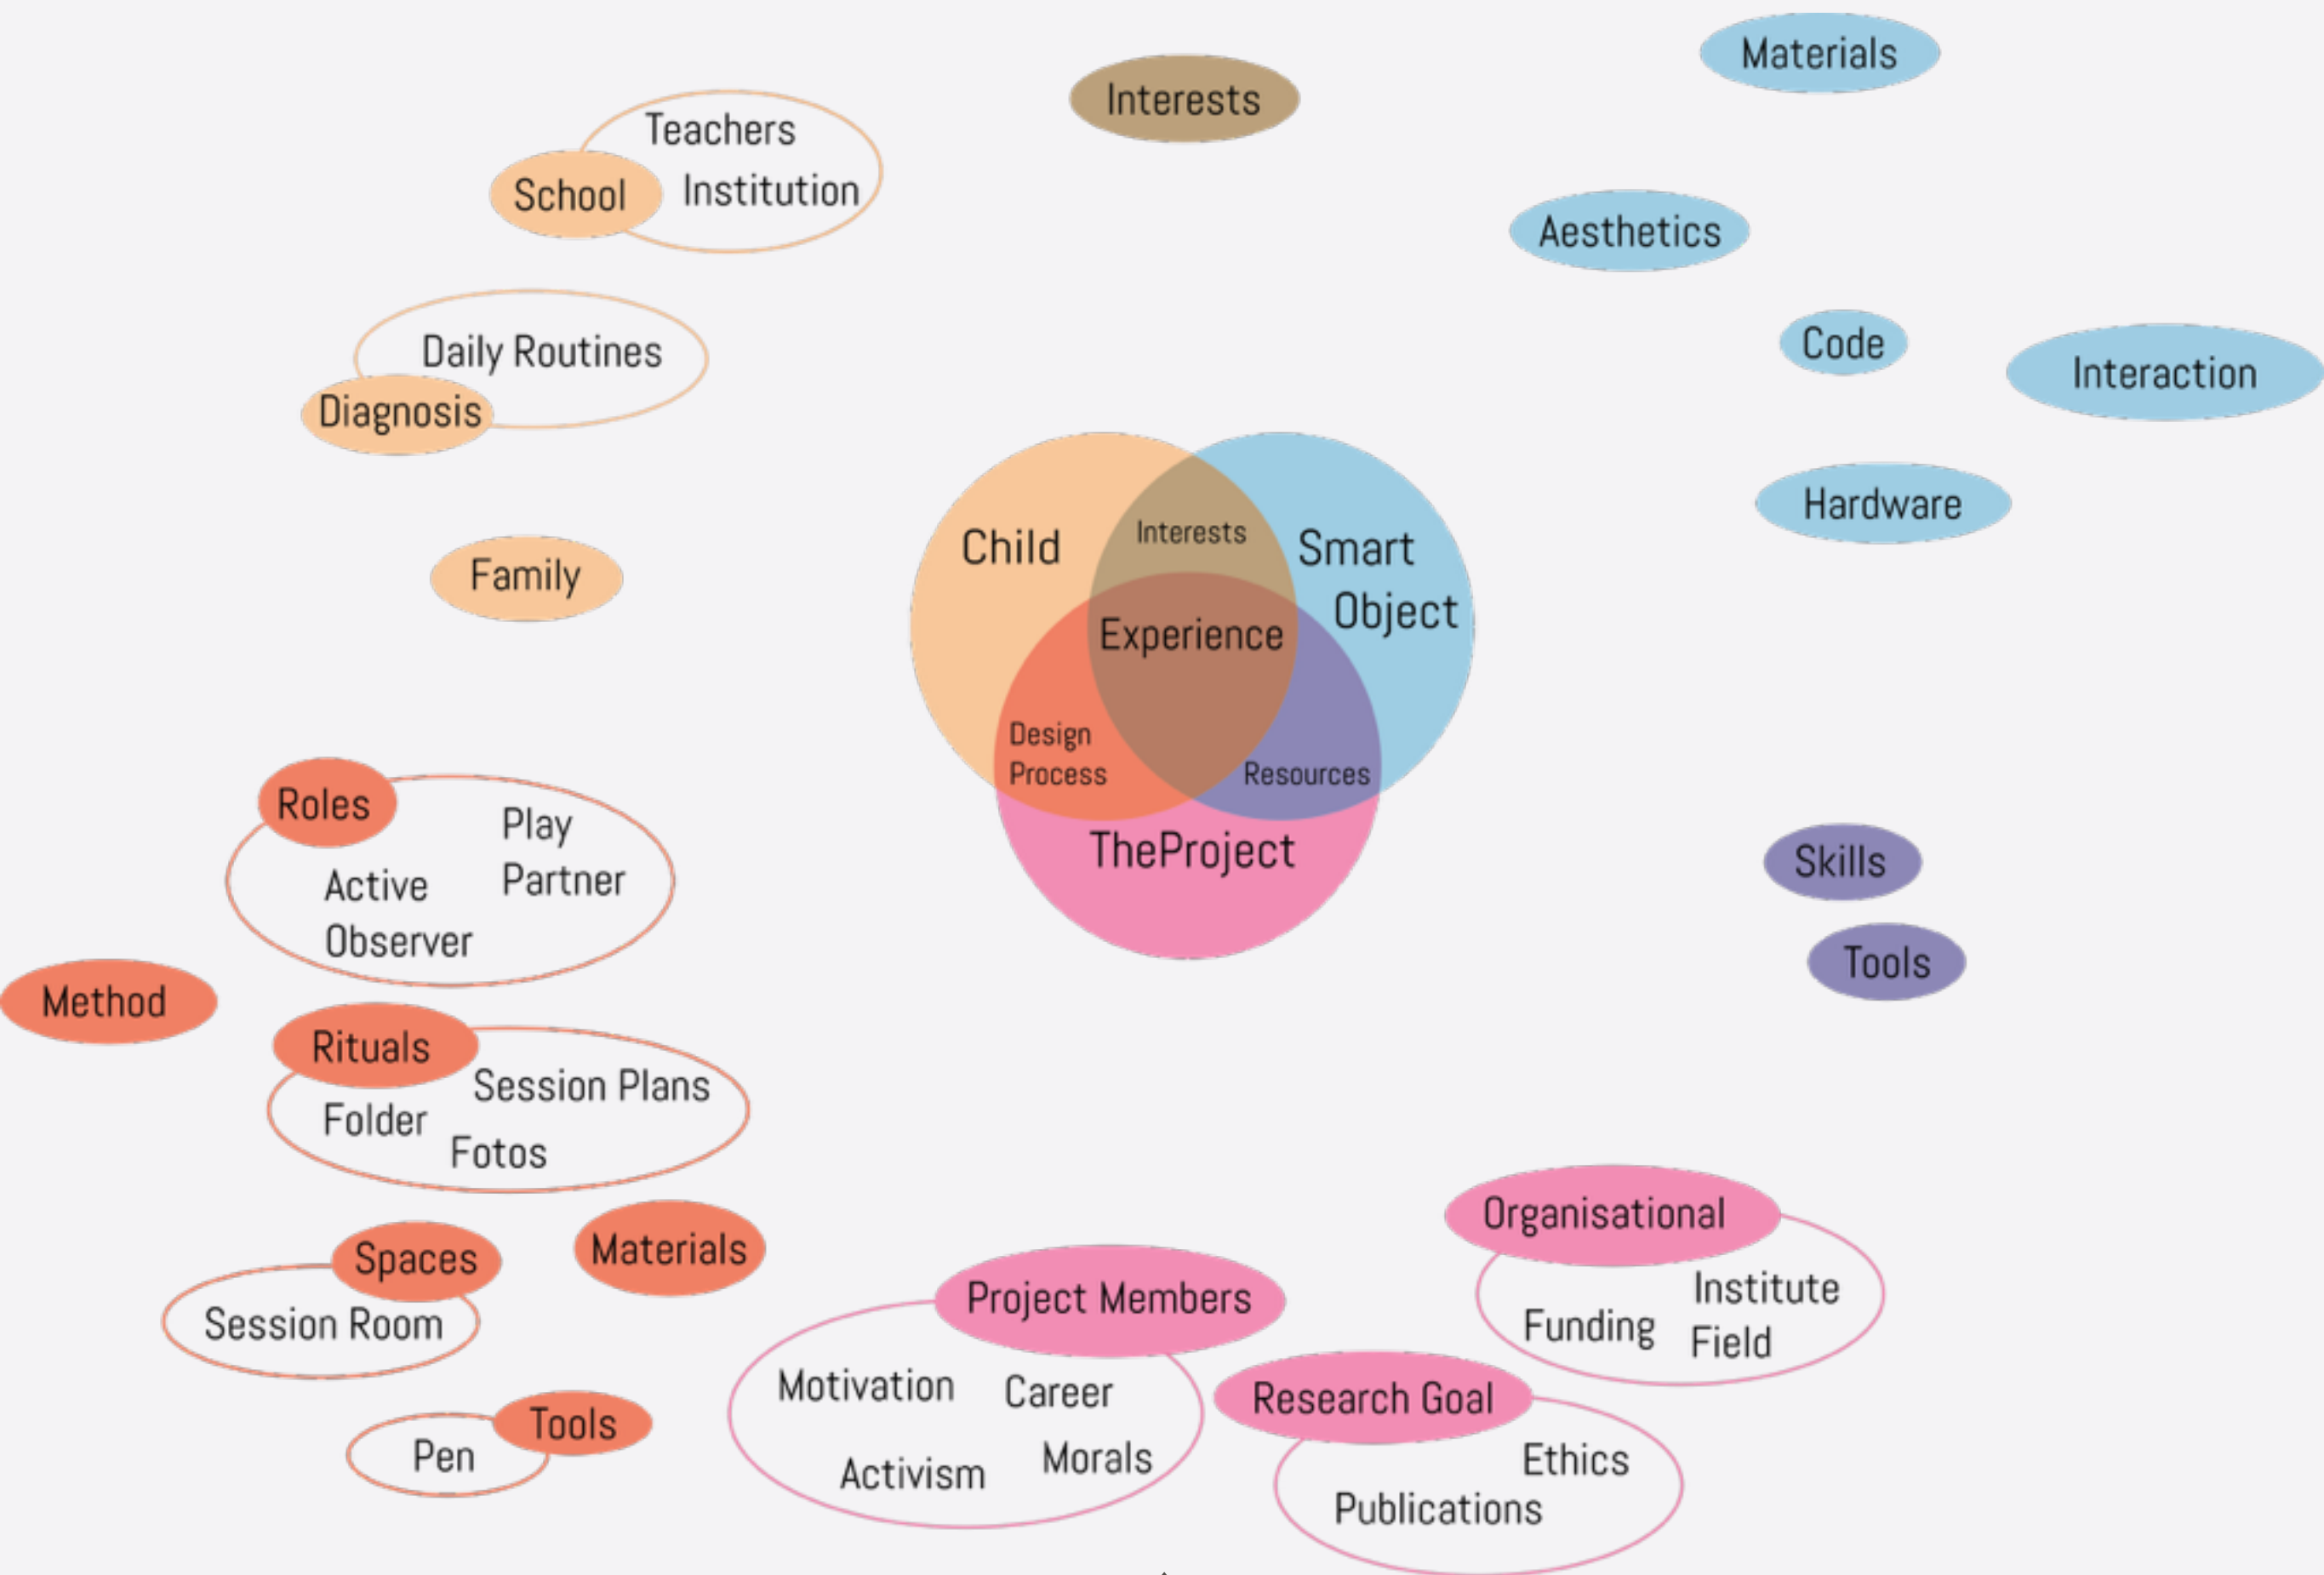 Materials
Interests
Teachers
School
Institution
Aesthetics
Daily Routines
Code
Interaction
Diagnosis
Hardware
Child
Interests
Smart
Object
Family
Experience
Design
Process
Resources
TheProject
Roles
Play
Partner
Active
Observer
Skills
Tools
Method
Rituals
Session Plans
Folder
Fotos
Organisational
Spaces
Materials
Session Room
Project Members
Institute
Funding
Field
Motivation
Career
Research Goal
Tools
Pen
Activism
Morals
Ethics
Publications